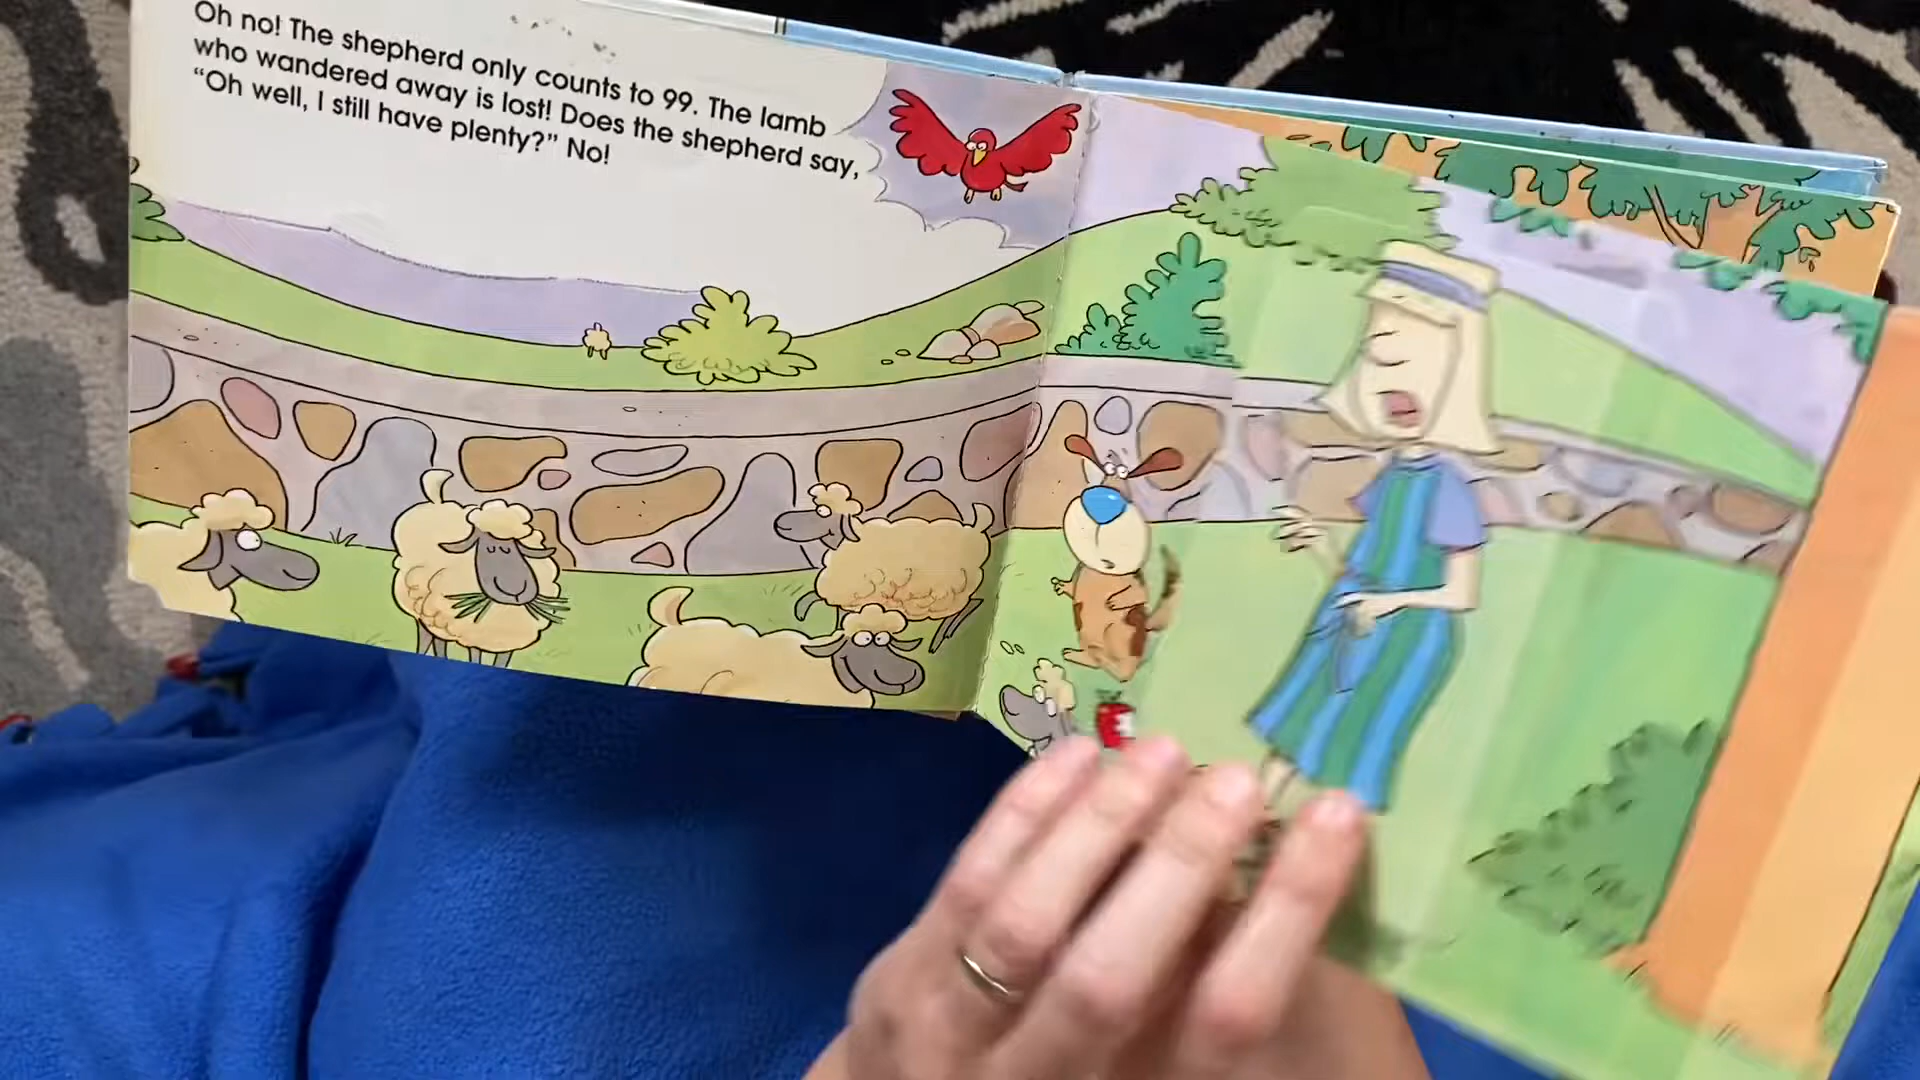 Oh no! The shepherd only counts to 99. The lamb
who wandered away is lost! Does the shepherd say,
“Oh well, I still have plenty?” No!